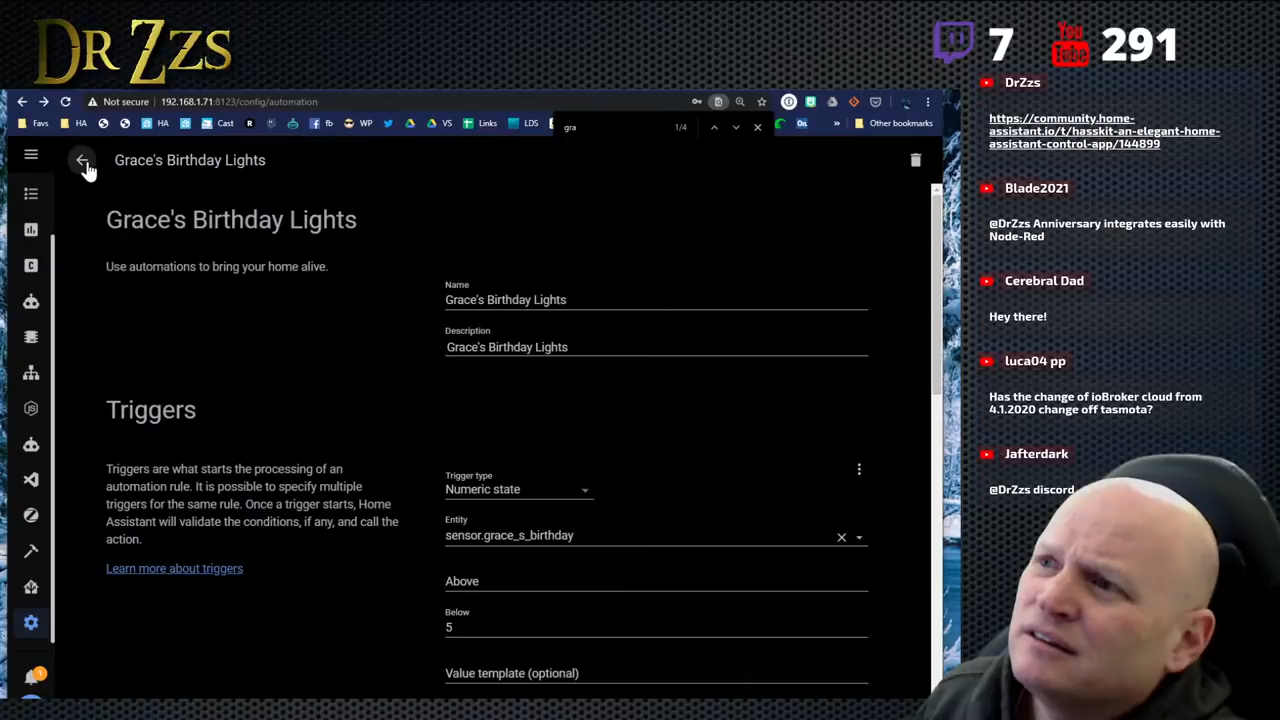 DR ZZS
7
You Tube
291
Not secure
192.168.1.71:8123/config/automation
Favs
HA
HA
Cast
fb
WP
VS
Links
LDS
Other bookmarks
gra
1/4
Grace's Birthday Lights
Grace's Birthday Lights
Use automations to bring your home alive.
Name
Grace's Birthday Lights
Description
Grace's Birthday Lights
Triggers
Triggers are what starts the processing of an
automation rule. It is possible to specify multiple
triggers for the same rule. Once a trigger starts, Home
Assistant will validate the conditions, if any, and call the
action.
Learn more about triggers
Trigger type
Numeric state
Entity
sensor.grace_s_birthday
Above
Below
5
Value template (optional)
1
DrZzs
https://community.home-
assistant.io/t/hasskit-an-elegant-home-
assistant-control-app/144899
Blade2021
@DrZzs Anniversary integrates easily with
Node-Red
Cerebral Dad
Hey there!
luca04 pp
Has the change of ioBroker cloud from
4.1.2020 change off tasmota?
Jafterdark
@DrZzs discord